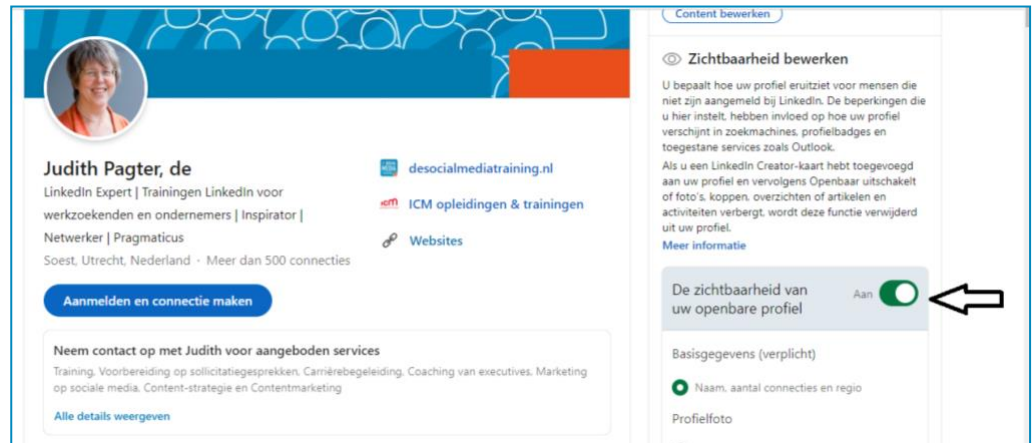 Content bewerken
Zichtbaarheid bewerken
U bepaalt hoe uw profiel eruitziet voor mensen die
niet zijn aangemeld bij LinkedIn. De beperkingen die
u hier instelt, hebben invloed op hoe uw profiel
verschijnt in zoekmachines, profielbadges en
toegestane services zoals Outlook.
Als u een LinkedIn Creator-kaart hebt toegevoegd
aan uw profiel en vervolgens Openbaar uitschakelt
of foto's, koppen, overzichten of artikelen en
activiteiten verbergt, wordt deze functie verwijderd
uit uw profiel.
Meer informatie
De zichtbaarheid van
uw openbare profiel
Aan
Basisgegevens (verplicht)
Naam, aantal connecties en regio
Profielfoto
Judith Pagter, de
LinkedIn Expert | Trainingen LinkedIn voor
werkzoekenden en ondernemers | Inspirator |
Netwerker | Pragmaticus
Soest, Utrecht, Nederland · Meer dan 500 connecties
desocialmediatraining.nl
icm
ICM opleidingen & trainingen
Websites
Aanmelden en connectie maken
Neem contact op met Judith voor aangeboden services
Training, Voorbereiding op sollicitatiegesprekken, Carrièrebegeleiding, Coaching van executives, Marketing
op sociale media, Content-strategie en Contentmarketing
Alle details weergeven